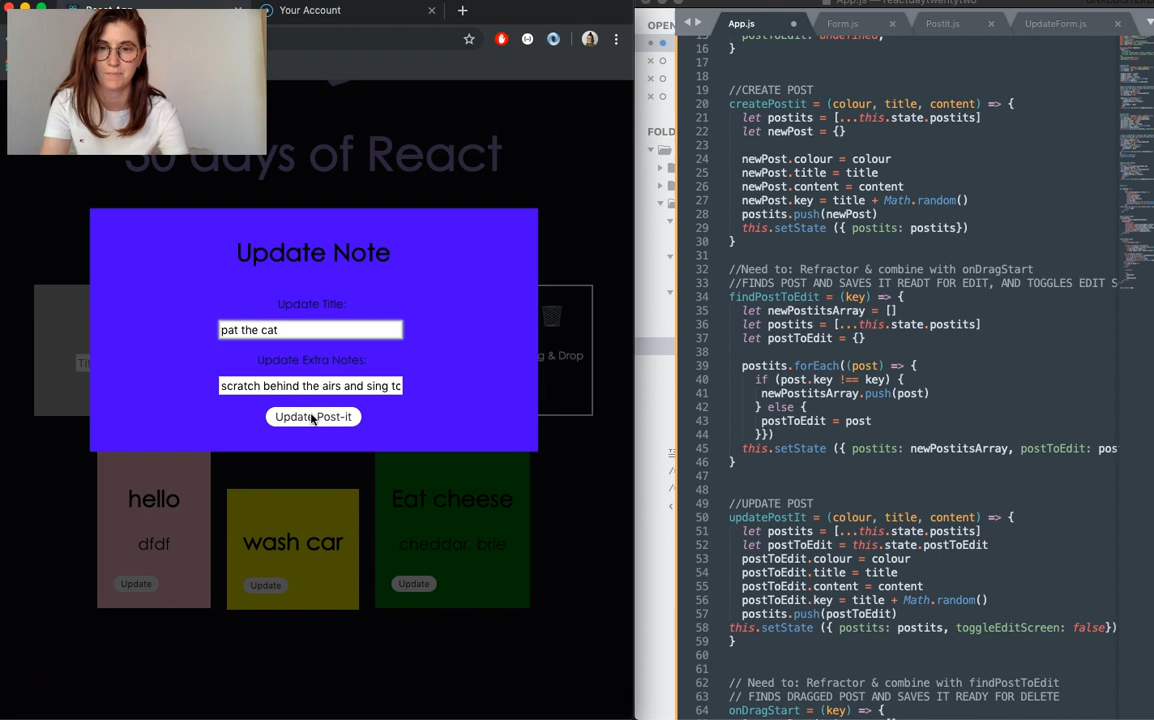 Your Account
30 days of React
Update Note
Update Title:
pat the cat
Update Extra Notes:
scratch behind the airs and sing to
Update Post-it
& Drop
hello
dfdf
Update
wash car
Update
Eat cheese
cheddar, brie
Update
OPEN
FOLD
App.js
Form.js
Postit.js
UpdateForm.js
15 postToEdit: undefined,
16 }
17
18
19 //CREATE POST
20 createPostit = (colour, title, content) => {
21 let postits = [...this.state.postits]
22 let newPost = {}
23
24 newPost.colour = colour
25 newPost.title = title
26 newPost.content = content
27 newPost.key = title + Math.random()
28 postits.push(newPost)
29 this.setState ({ postits: postits})
30 }
31
32 //Need to: Refractor & combine with onDragStart
33 //FINDS POST AND SAVES IT READT FOR EDIT, AND TOGGLES EDIT S
34 findPostToEdit = (key) => {
35 let newPostitsArray = []
36 let postits = [...this.state.postits]
37 let postToEdit = {}
38
39 postits.forEach((post) => {
40 if (post.key !== key) {
41 newPostitsArray.push(post)
42 } else {
43 postToEdit = post
44 }})
45 this.setState ({ postits: newPostitsArray, postToEdit: pos
46 }
47
48
49 //UPDATE POST
50 updatePostIt = (colour, title, content) => {
51 let postits = [...this.state.postits]
52 let postToEdit = this.state.postToEdit
53 postToEdit.colour = colour
54 postToEdit.title = title
55 postToEdit.content = content
56 postToEdit.key = title + Math.random()
57 postits.push(postToEdit)
58 this.setState ({ postits: postits, toggleEditScreen: false})
59 }
60
61
62 // Need to: Refractor & combine with findPostToEdit
63 // FINDS DRAGGED POST AND SAVES IT READY FOR DELETE
64 onDragStart = (key) => {